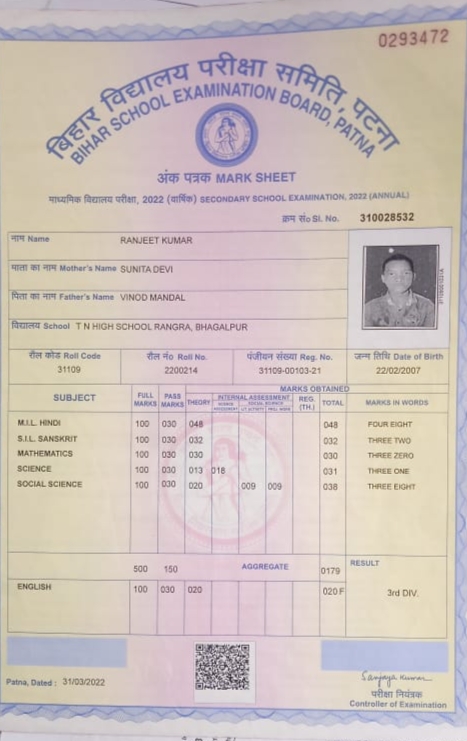 0293472
बिहार विद्यालय परीक्षा समिति, पटना
BIHAR SCHOOL EXAMINATION BOARD, PATNA
अंक पत्रक MARK SHEET
माध्यमिक विद्यालय परीक्षा, 2022 (वार्षिक) SECONDARY SCHOOL EXAMINATION, 2022 (ANNUAL)
क्रम सं० Sl. No. 310028532
नाम Name RANJEET KUMAR
माता का नाम Mother's Name SUNITA DEVI
पिता का नाम Father's Name VINOD MANDAL
विद्यालय School T N HIGH SCHOOL RANGRA, BHAGALPUR
रौल कोड Roll Code रौल नं० Roll No. पंजीयन संख्या Reg. No. जन्म तिथि Date of Birth
31109 2200214 31109-00103-21 22/02/2007
SUBJECT FULL MARKS PASS MARKS THEORY MARKS OBTAINED INTERNAL ASSESSMENT REG. (TH.) TOTAL MARKS IN WORDS
M.I.L. HINDI 100 030 048 048 FOUR EIGHT
S.I.L. SANSKRIT 100 030 032 032 THREE TWO
MATHEMATICS 100 030 030 030 THREE ZERO
SCIENCE 100 030 013 018 031 THREE ONE
SOCIAL SCIENCE 100 030 020 009 009 038 THREE EIGHT
500 150 AGGREGATE 0179 RESULT
ENGLISH 100 030 020 020 F 3rd DIV.
Patna, Dated : 31/03/2022
Sanjaya Kumar
परीक्षा नियंत्रक
Controller of Examination